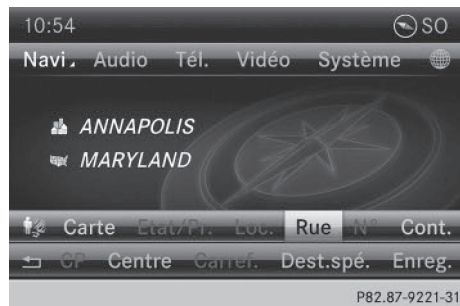 10:54 SO
Navi Audio Tél. Vidéo Système
ANNAPOLIS
MARYLAND
Carte Etat/Pr. Loc. Rue N° Cont.
CP Centre Carref. Dest.spé. Enreg.
P82.87-9221-31